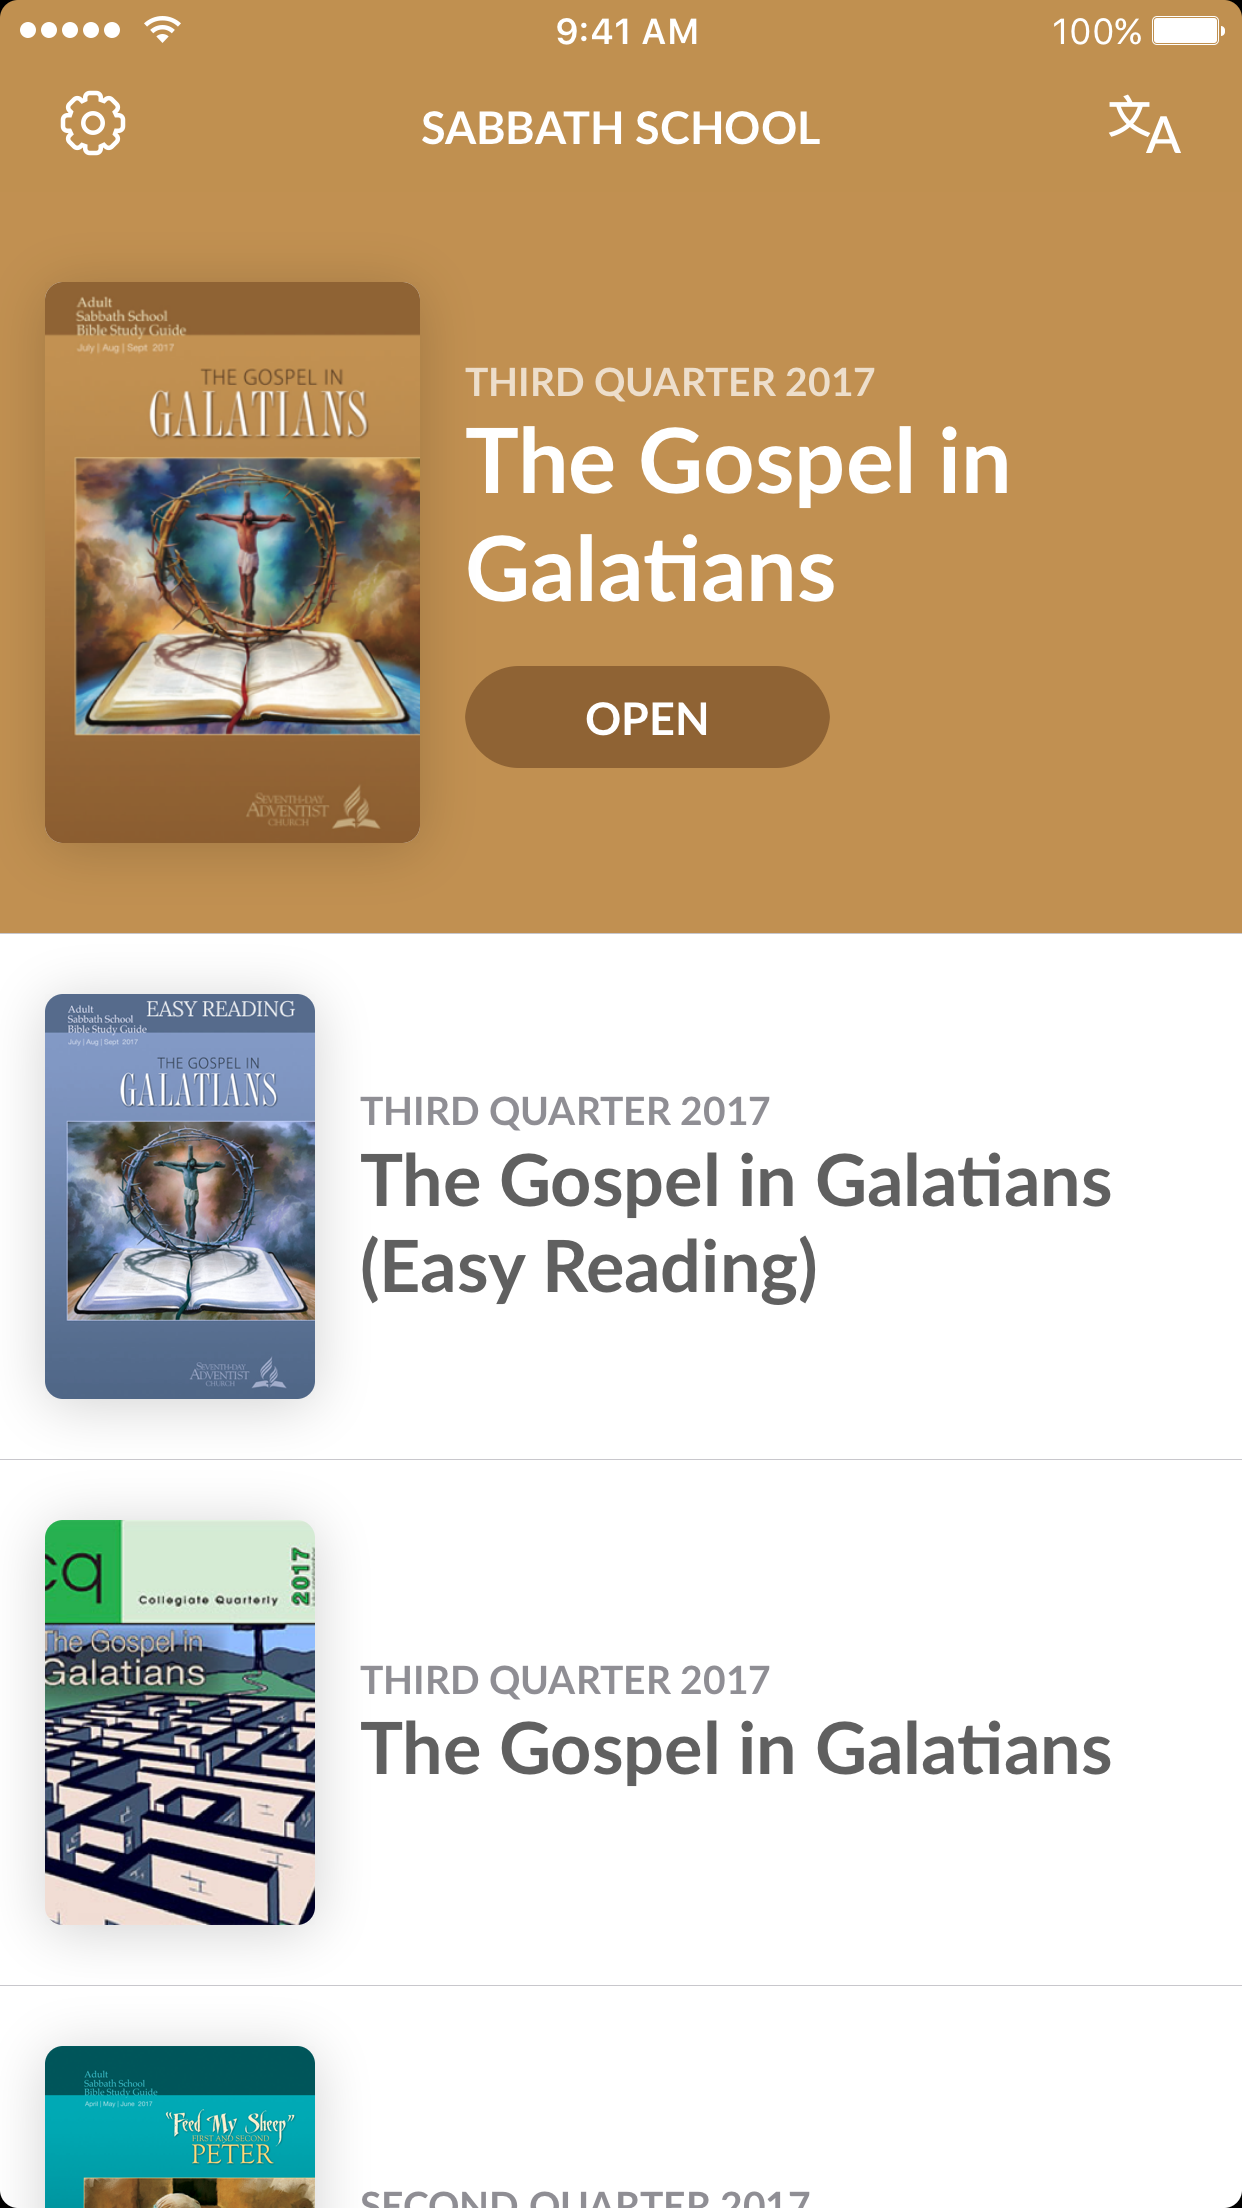 9:41 AM
100%
SABBATH SCHOOL
文A
Adult
Sabbath School
Bible Study Guide
July | Aug | Sept 2017
THE GOSPEL IN
GALATIANS
SEVENTH-DAY
ADVENTIST
CHURCH
THIRD QUARTER 2017
The Gospel in
Galatians
OPEN
Adult
Sabbath School
Bible Study Guide
EASY READING
July | Aug | Sept 2017
THE GOSPEL IN
GALATIANS
SEVENTH-DAY
ADVENTIST
CHURCH
THIRD QUARTER 2017
The Gospel in Galatians
(Easy Reading)
cq
Collegiate Quarterly
2017
The Gospel in
Galatians
THIRD QUARTER 2017
The Gospel in Galatians
Adult
Sabbath School
Bible Study Guide
April | May | June 2017
"Feed My Sheep"
FIRST AND SECOND
PETER
SECOND QUARTER 2017